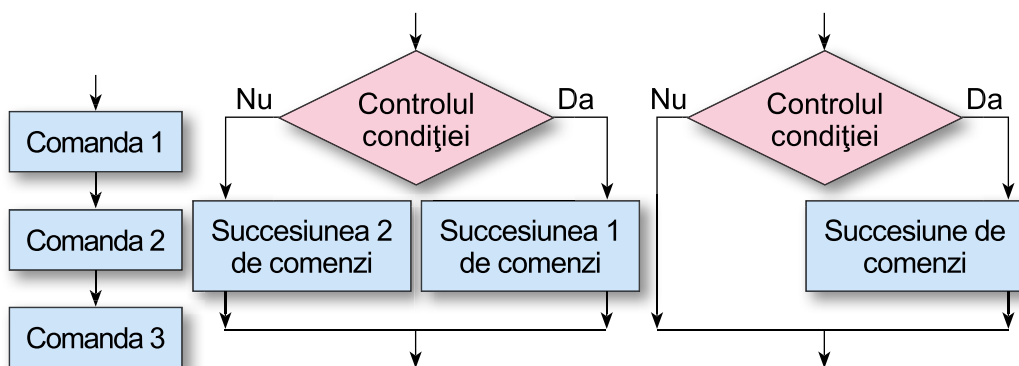 Comanda 1
Comanda 2
Comanda 3
Nu
Controlul
condiţiei
Da
Succesiunea 2
de comenzi
Succesiunea 1
de comenzi
Nu
Controlul
condiţiei
Da
Succesiune de
comenzi